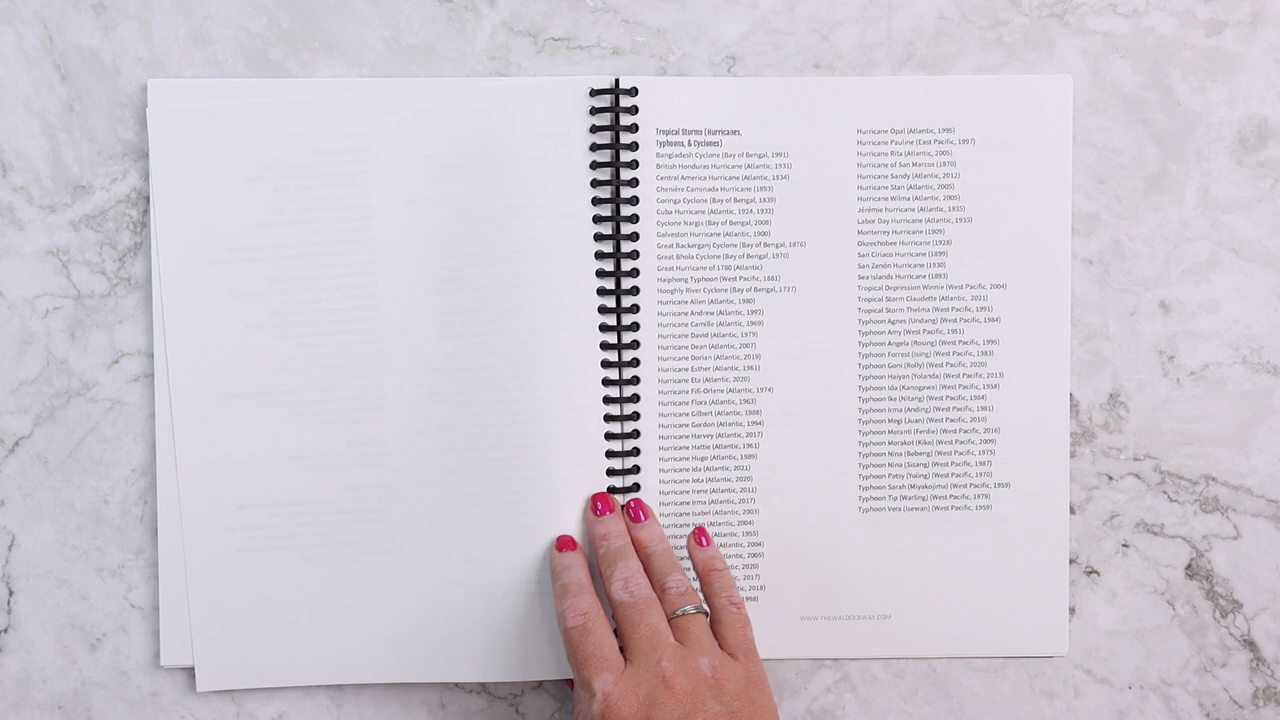 Tropical Storms (Hurricanes,
Typhoons, & Cyclones)
Bangladesh Cyclone (Bay of Bengal, 1991)
British Honduras Hurricane (Atlantic, 1931)
Central America Hurricane (Atlantic, 1934)
Chenière Caminada Hurricane (1893)
Coringa Cyclone (Bay of Bengal, 1839)
Cuba Hurricane (Atlantic, 1924, 1932)
Cyclone Nargis (Bay of Bengal, 2008)
Galveston Hurricane (Atlantic, 1900)
Great Backerganj Cyclone (Bay of Bengal, 1876)
Great Bhola Cyclone (Bay of Bengal, 1970)
Great Hurricane of 1780 (Atlantic)
Haiphong Typhoon (West Pacific, 1881)
Hooghly River Cyclone (Bay of Bengal, 1737)
Hurricane Allen (Atlantic, 1980)
Hurricane Andrew (Atlantic, 1992)
Hurricane Camille (Atlantic, 1969)
Hurricane David (Atlantic, 1979)
Hurricane Dean (Atlantic, 2007)
Hurricane Dorian (Atlantic, 2019)
Hurricane Esther (Atlantic, 1961)
Hurricane Eta (Atlantic, 2020)
Hurricane Fifi-Orlene (Atlantic, 1974)
Hurricane Flora (Atlantic, 1963)
Hurricane Gilbert (Atlantic, 1988)
Hurricane Gordon (Atlantic, 1994)
Hurricane Harvey (Atlantic, 2017)
Hurricane Hattie (Atlantic, 1961)
Hurricane Hugo (Atlantic, 1989)
Hurricane Ida (Atlantic, 2021)
Hurricane Iota (Atlantic, 2020)
Hurricane Irene (Atlantic, 2011)
Hurricane Irma (Atlantic, 2017)
Hurricane Isabel (Atlantic, 2003)
Hurricane Ivan (Atlantic, 2004)
(Atlantic, 1955)
(Atlantic, 2004)
(Atlantic, 2005)
2020)
2017)
2018)
1998)
Hurricane Opal (Atlantic, 1995)
Hurricane Pauline (East Pacific, 1997)
Hurricane Rita (Atlantic, 2005)
Hurricane of San Marcos (1870)
Hurricane Sandy (Atlantic, 2012)
Hurricane Stan (Atlantic, 2005)
Hurricane Wilma (Atlantic, 2005)
Jérémie hurricane (Atlantic, 1935)
Labor Day Hurricane (Atlantic, 1935)
Monterrey Hurricane (1909)
Okeechobee Hurricane (1928)
San Ciriaco Hurricane (1899)
San Zenón Hurricane (1930)
Sea Islands Hurricane (1893)
Tropical Depression Winnie (West Pacific, 2004)
Tropical Storm Claudette (Atlantic, 2021)
Tropical Storm Thelma (West Pacific, 1991)
Typhoon Agnes (Undang) (West Pacific, 1984)
Typhoon Amy (West Pacific, 1951)
Typhoon Angela (Rosing) (West Pacific, 1995)
Typhoon Forrest (Ising) (West Pacific, 1983)
Typhoon Goni (Rolly) (West Pacific, 2020)
Typhoon Haiyan (Yolanda) (West Pacific, 2013)
Typhoon Ida (Kanogawa) (West Pacific, 1958)
Typhoon Ike (Nitang) (West Pacific, 1984)
Typhoon Irma (Anding) (West Pacific, 1981)
Typhoon Megi (Juan) (West Pacific, 2010)
Typhoon Meranti (Ferdie) (West Pacific, 2016)
Typhoon Morakot (Kiko) (West Pacific, 2009)
Typhoon Nina (Bebeng) (West Pacific, 1975)
Typhoon Nina (Sisang) (West Pacific, 1987)
Typhoon Patsy (Yoling) (West Pacific, 1970)
Typhoon Sarah (Miyakojima) (West Pacific, 1959)
Typhoon Tip (Warling) (West Pacific, 1979)
Typhoon Vera (Isewan) (West Pacific, 1959)
WWW.THEWALDOCKWAY.COM